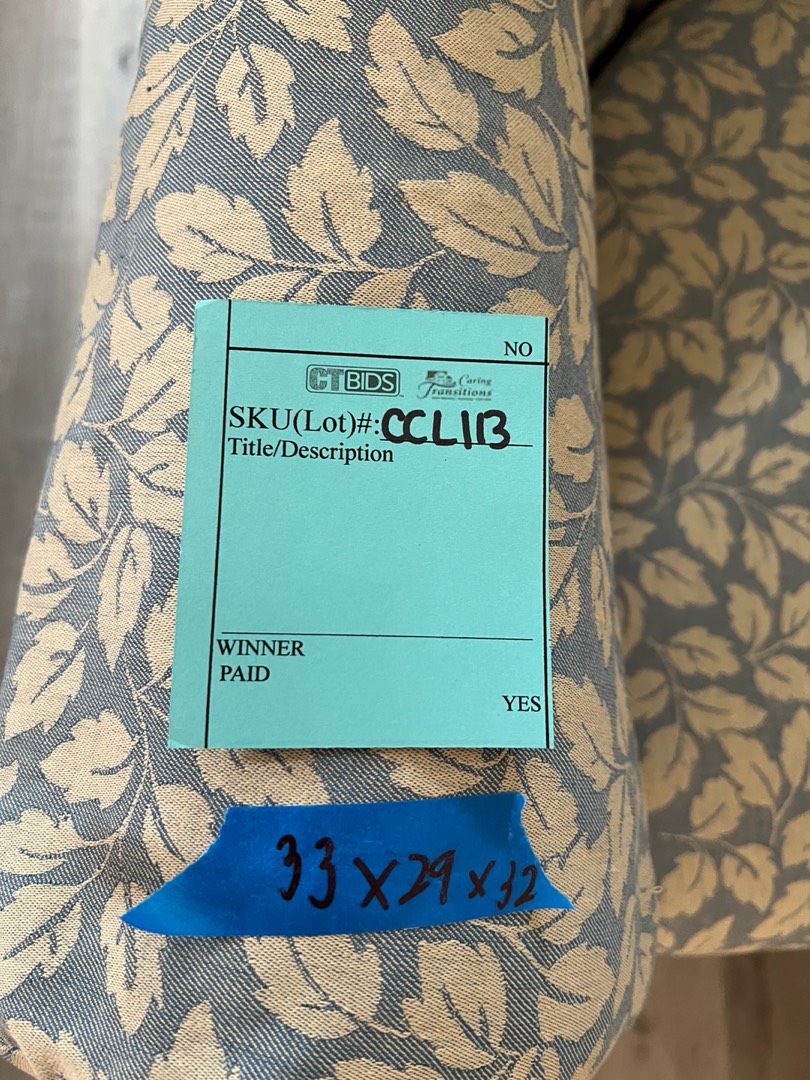 NO
CTBIDS
Caring Transitions
SKU(Lot)#: CCL113
Title/Description
WINNER
PAID
YES
33 x 29 x 32